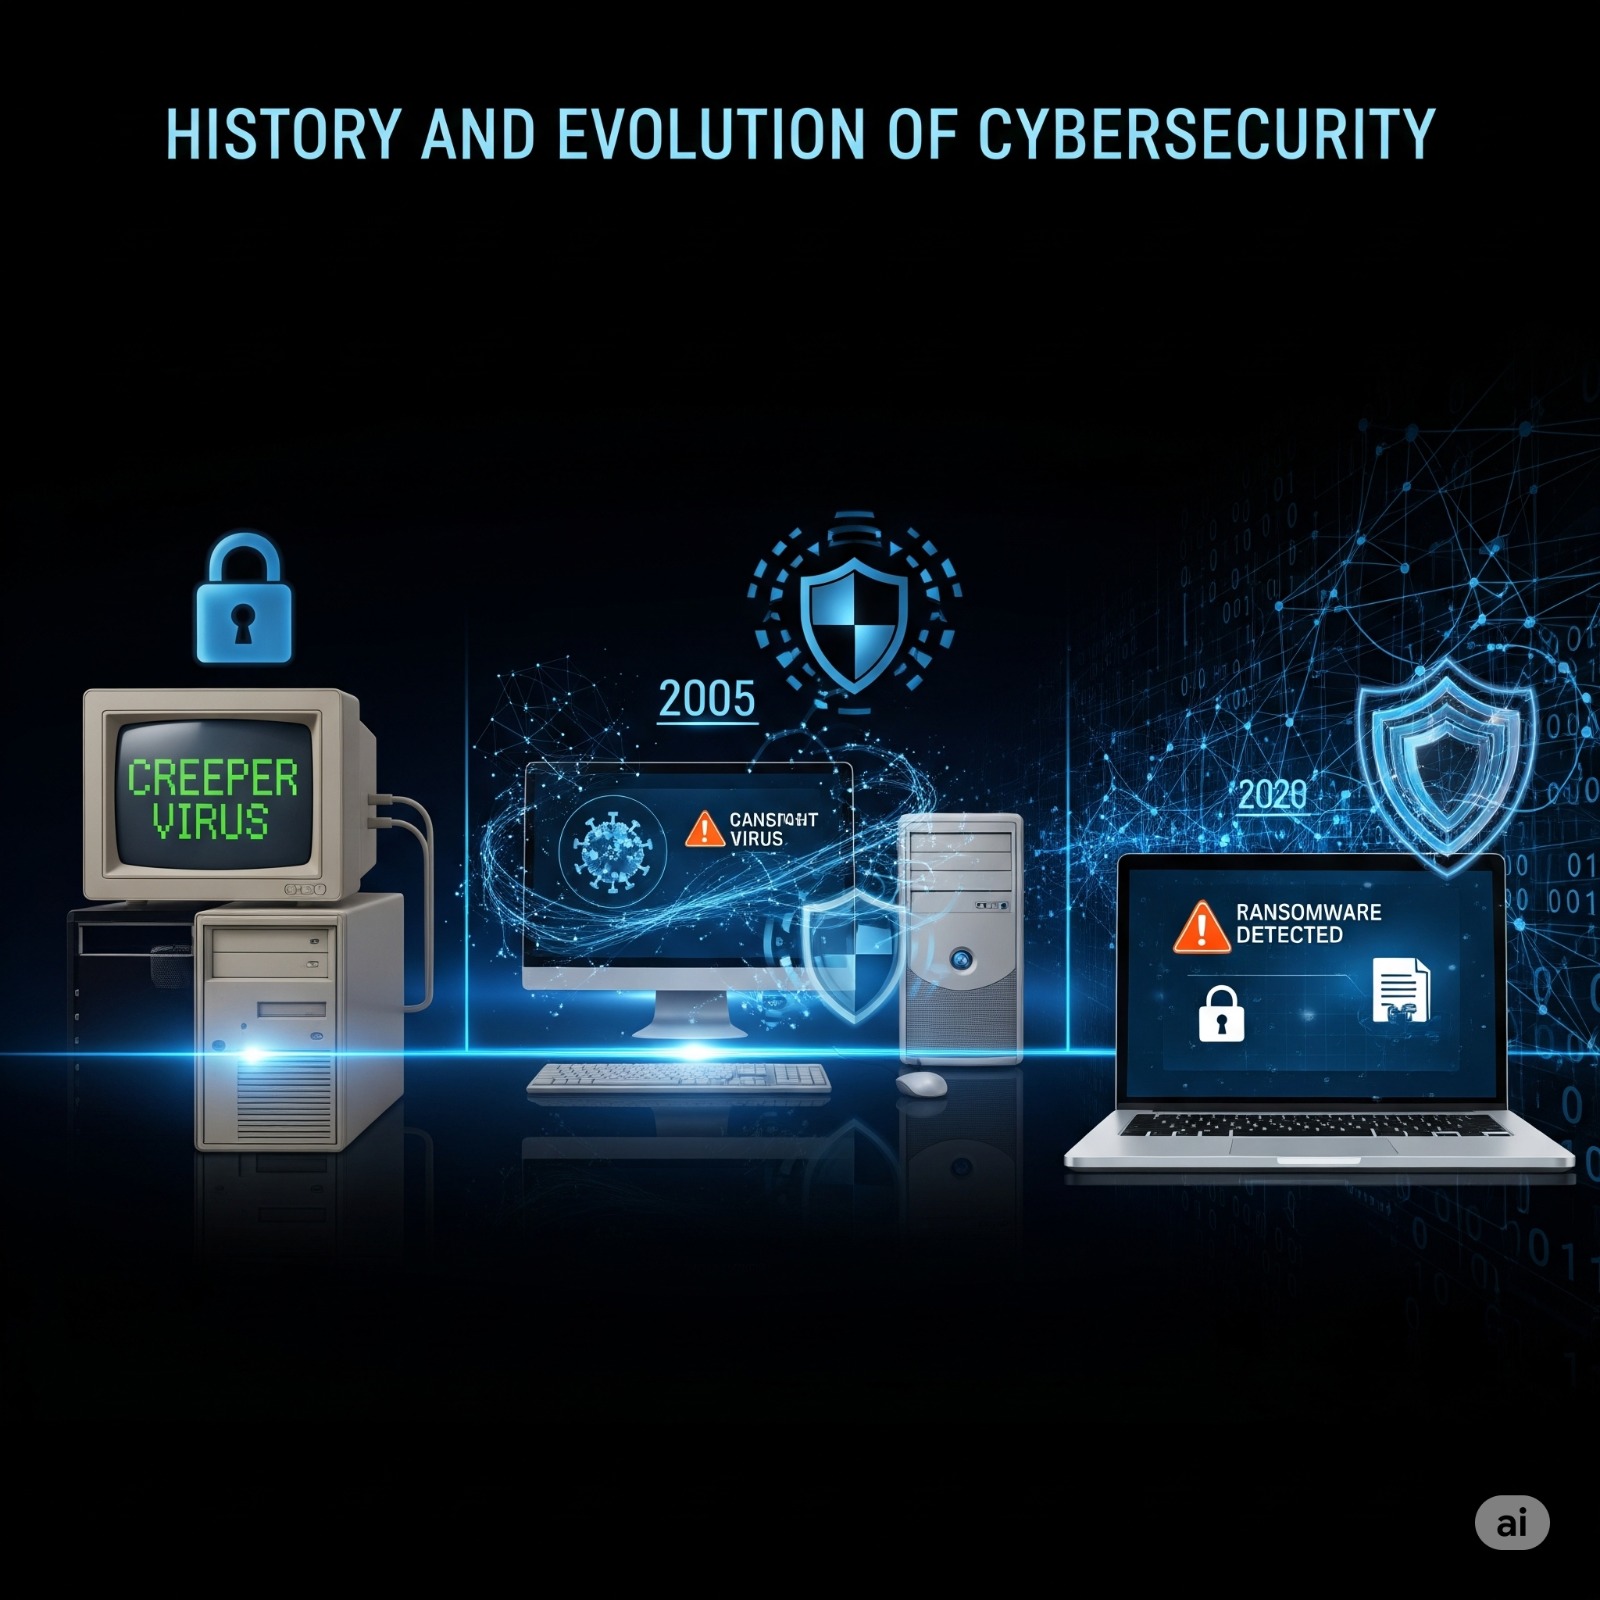 HISTORY AND EVOLUTION OF CYBERSECURITY
CREEPER
VIRUS
2005
VIRUS
2020
RANSOMWARE
DETECTED
ai